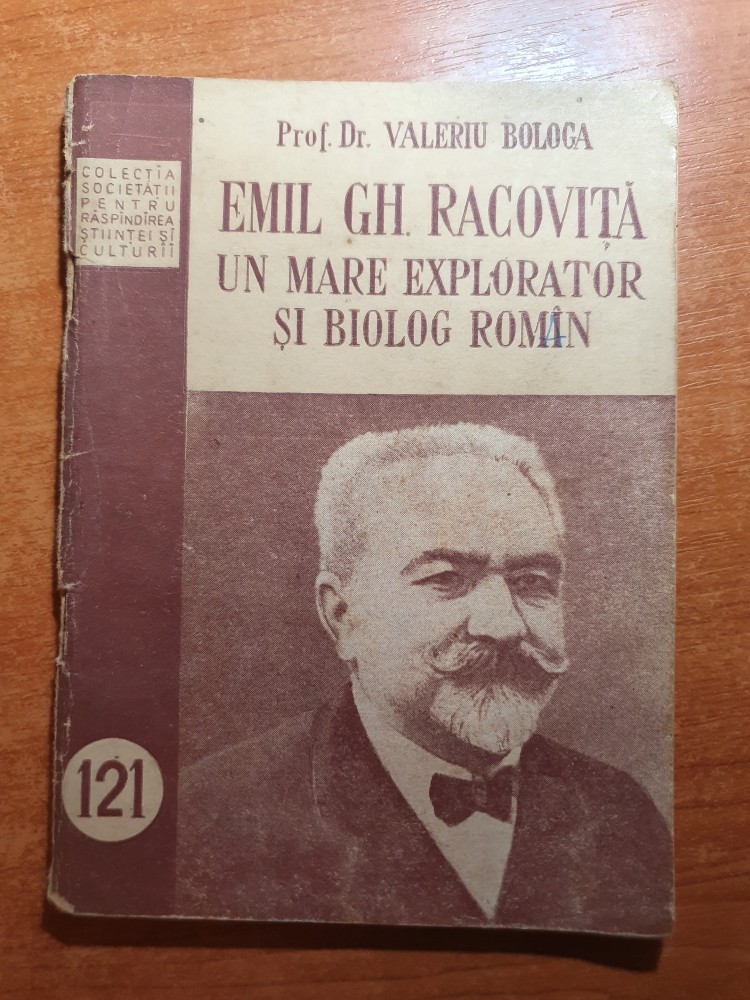 Prof. Dr. VALERIU BOLOGA
EMIL GH. RACOVIȚĂ
UN MARE EXPLORATOR
ȘI BIOLOG ROMÂN
COLECȚIA
SOCIETĂȚII
PENTRU
RĂSPÎNDIREA
ȘTIINȚEI ȘI
CULTURII
121